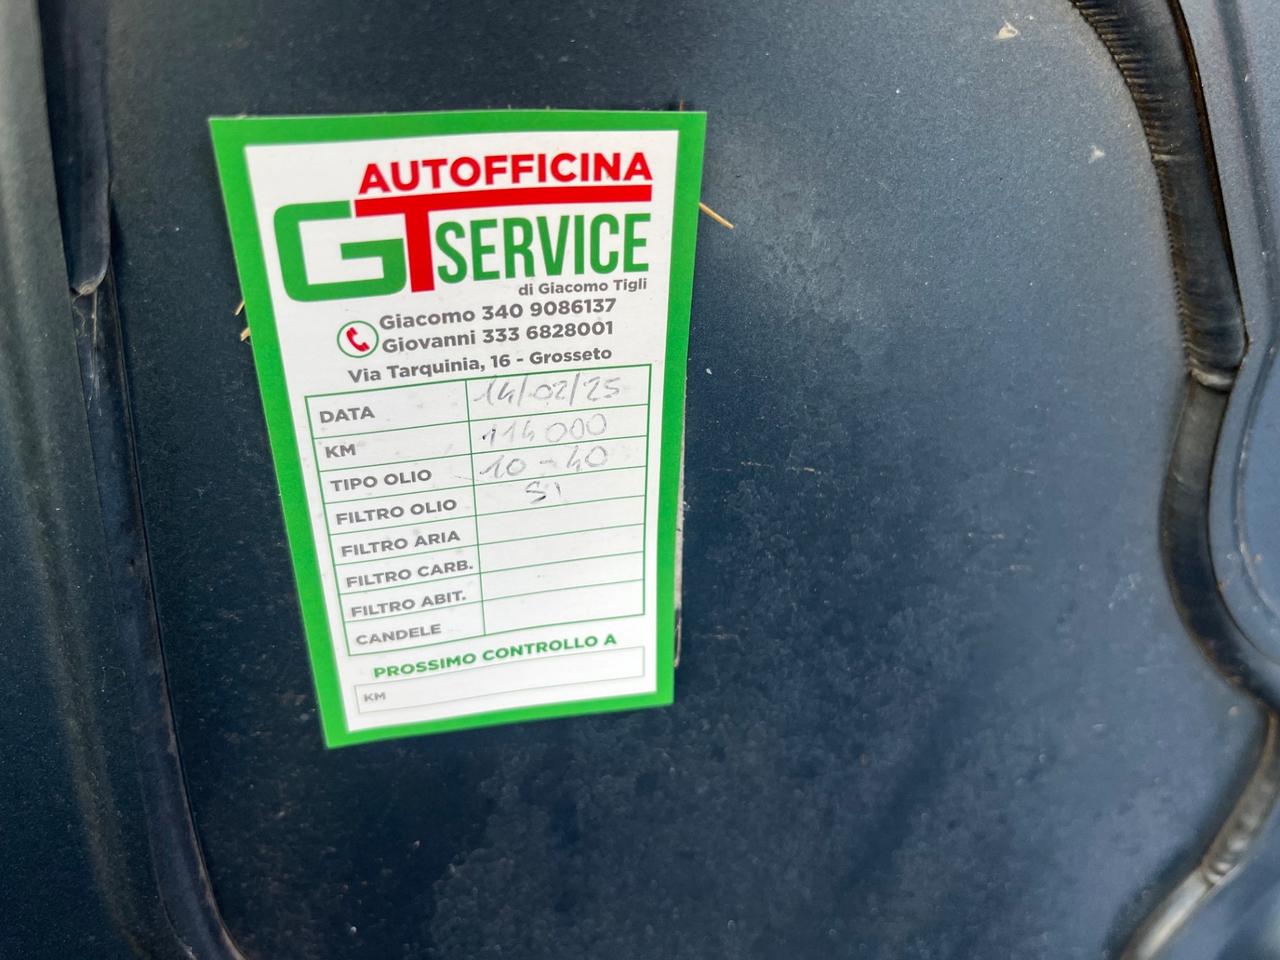 AUTOFFICINA
GT SERVICE
di Giacomo Tigli
Giacomo 340 9086137
Giovanni 333 6828001
Via Tarquinia, 16 - Grosseto
DATA 14/02/25
KM 114000
TIPO OLIO 10-40
FILTRO OLIO SI
FILTRO ARIA
FILTRO CARB.
FILTRO ABIT.
CANDELE
PROSSIMO CONTROLLO A
KM